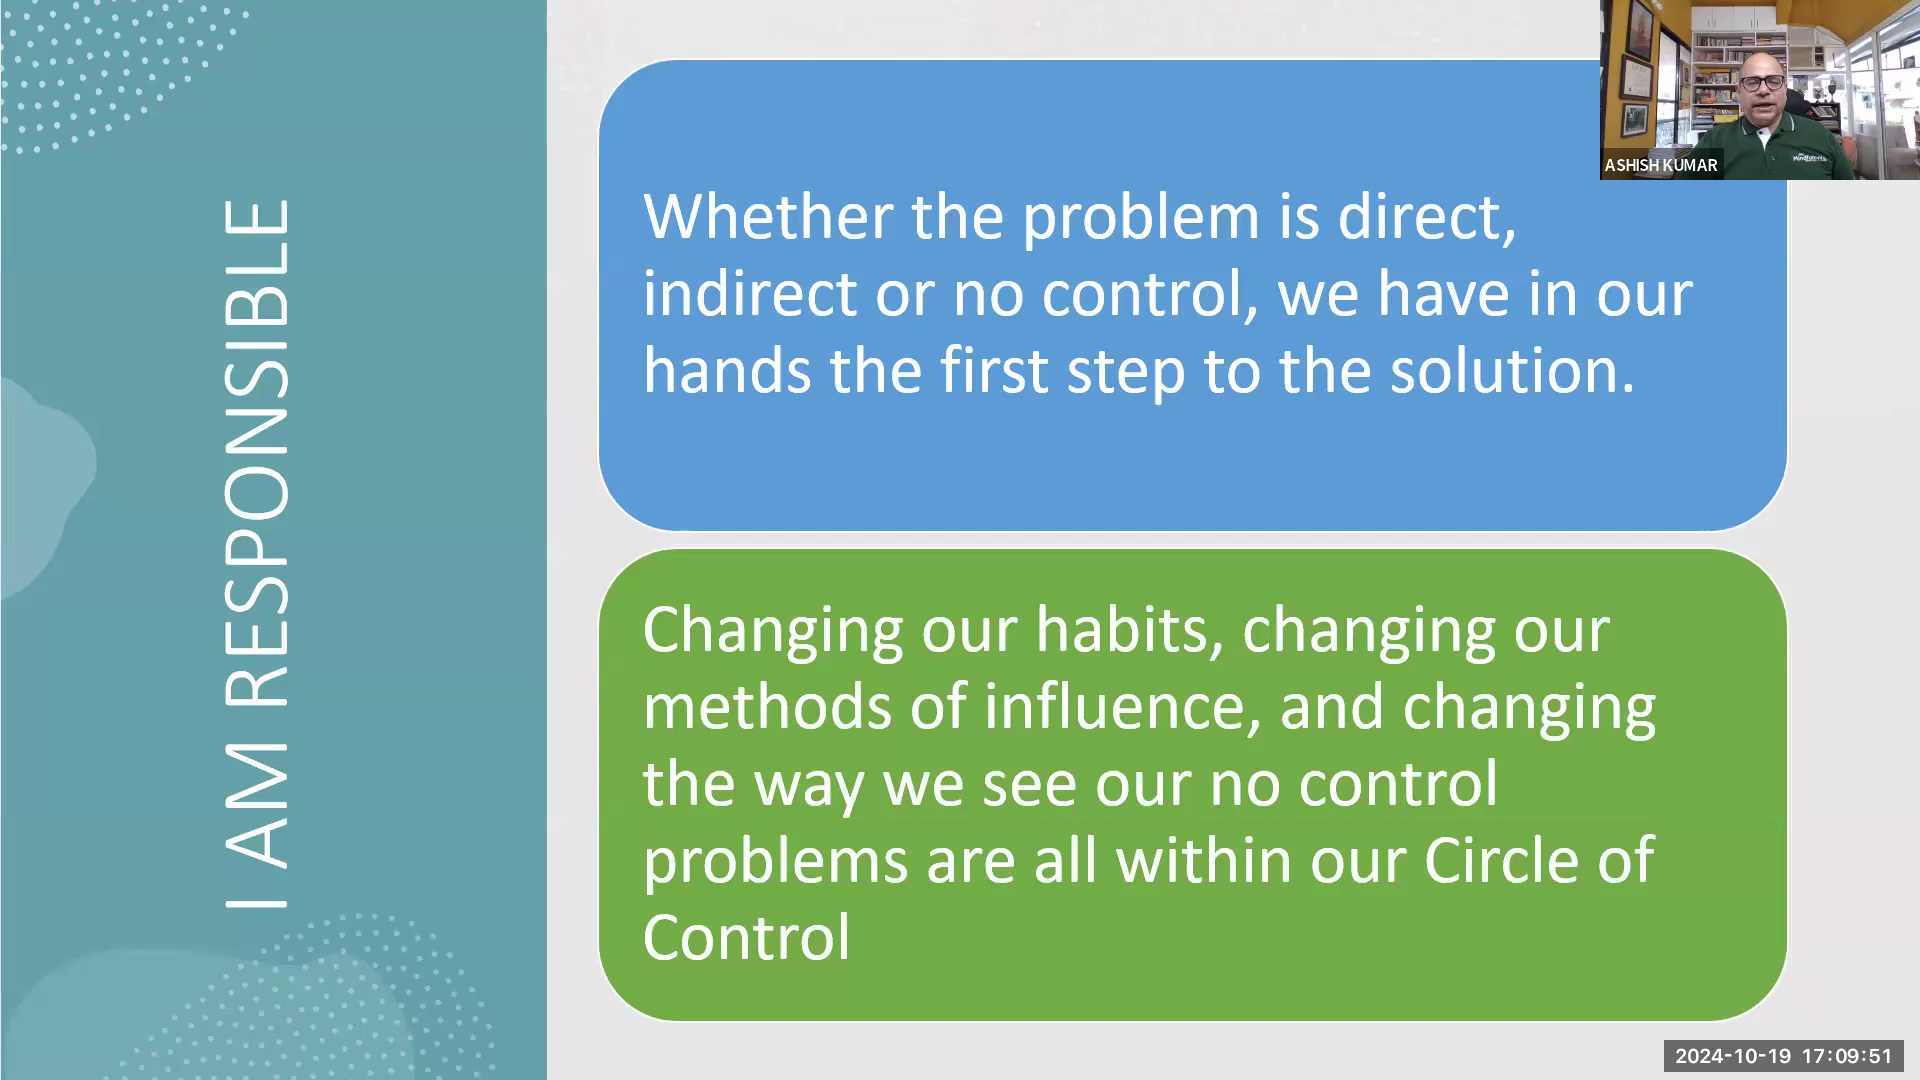 I AM RESPONSIBLE
Whether the problem is direct,
indirect or no control, we have in our
hands the first step to the solution.
Changing our habits, changing our
methods of influence, and changing
the way we see our no control
problems are all within our Circle of
Control
ASHISH KUMAR
2024-10-19 17:09:51